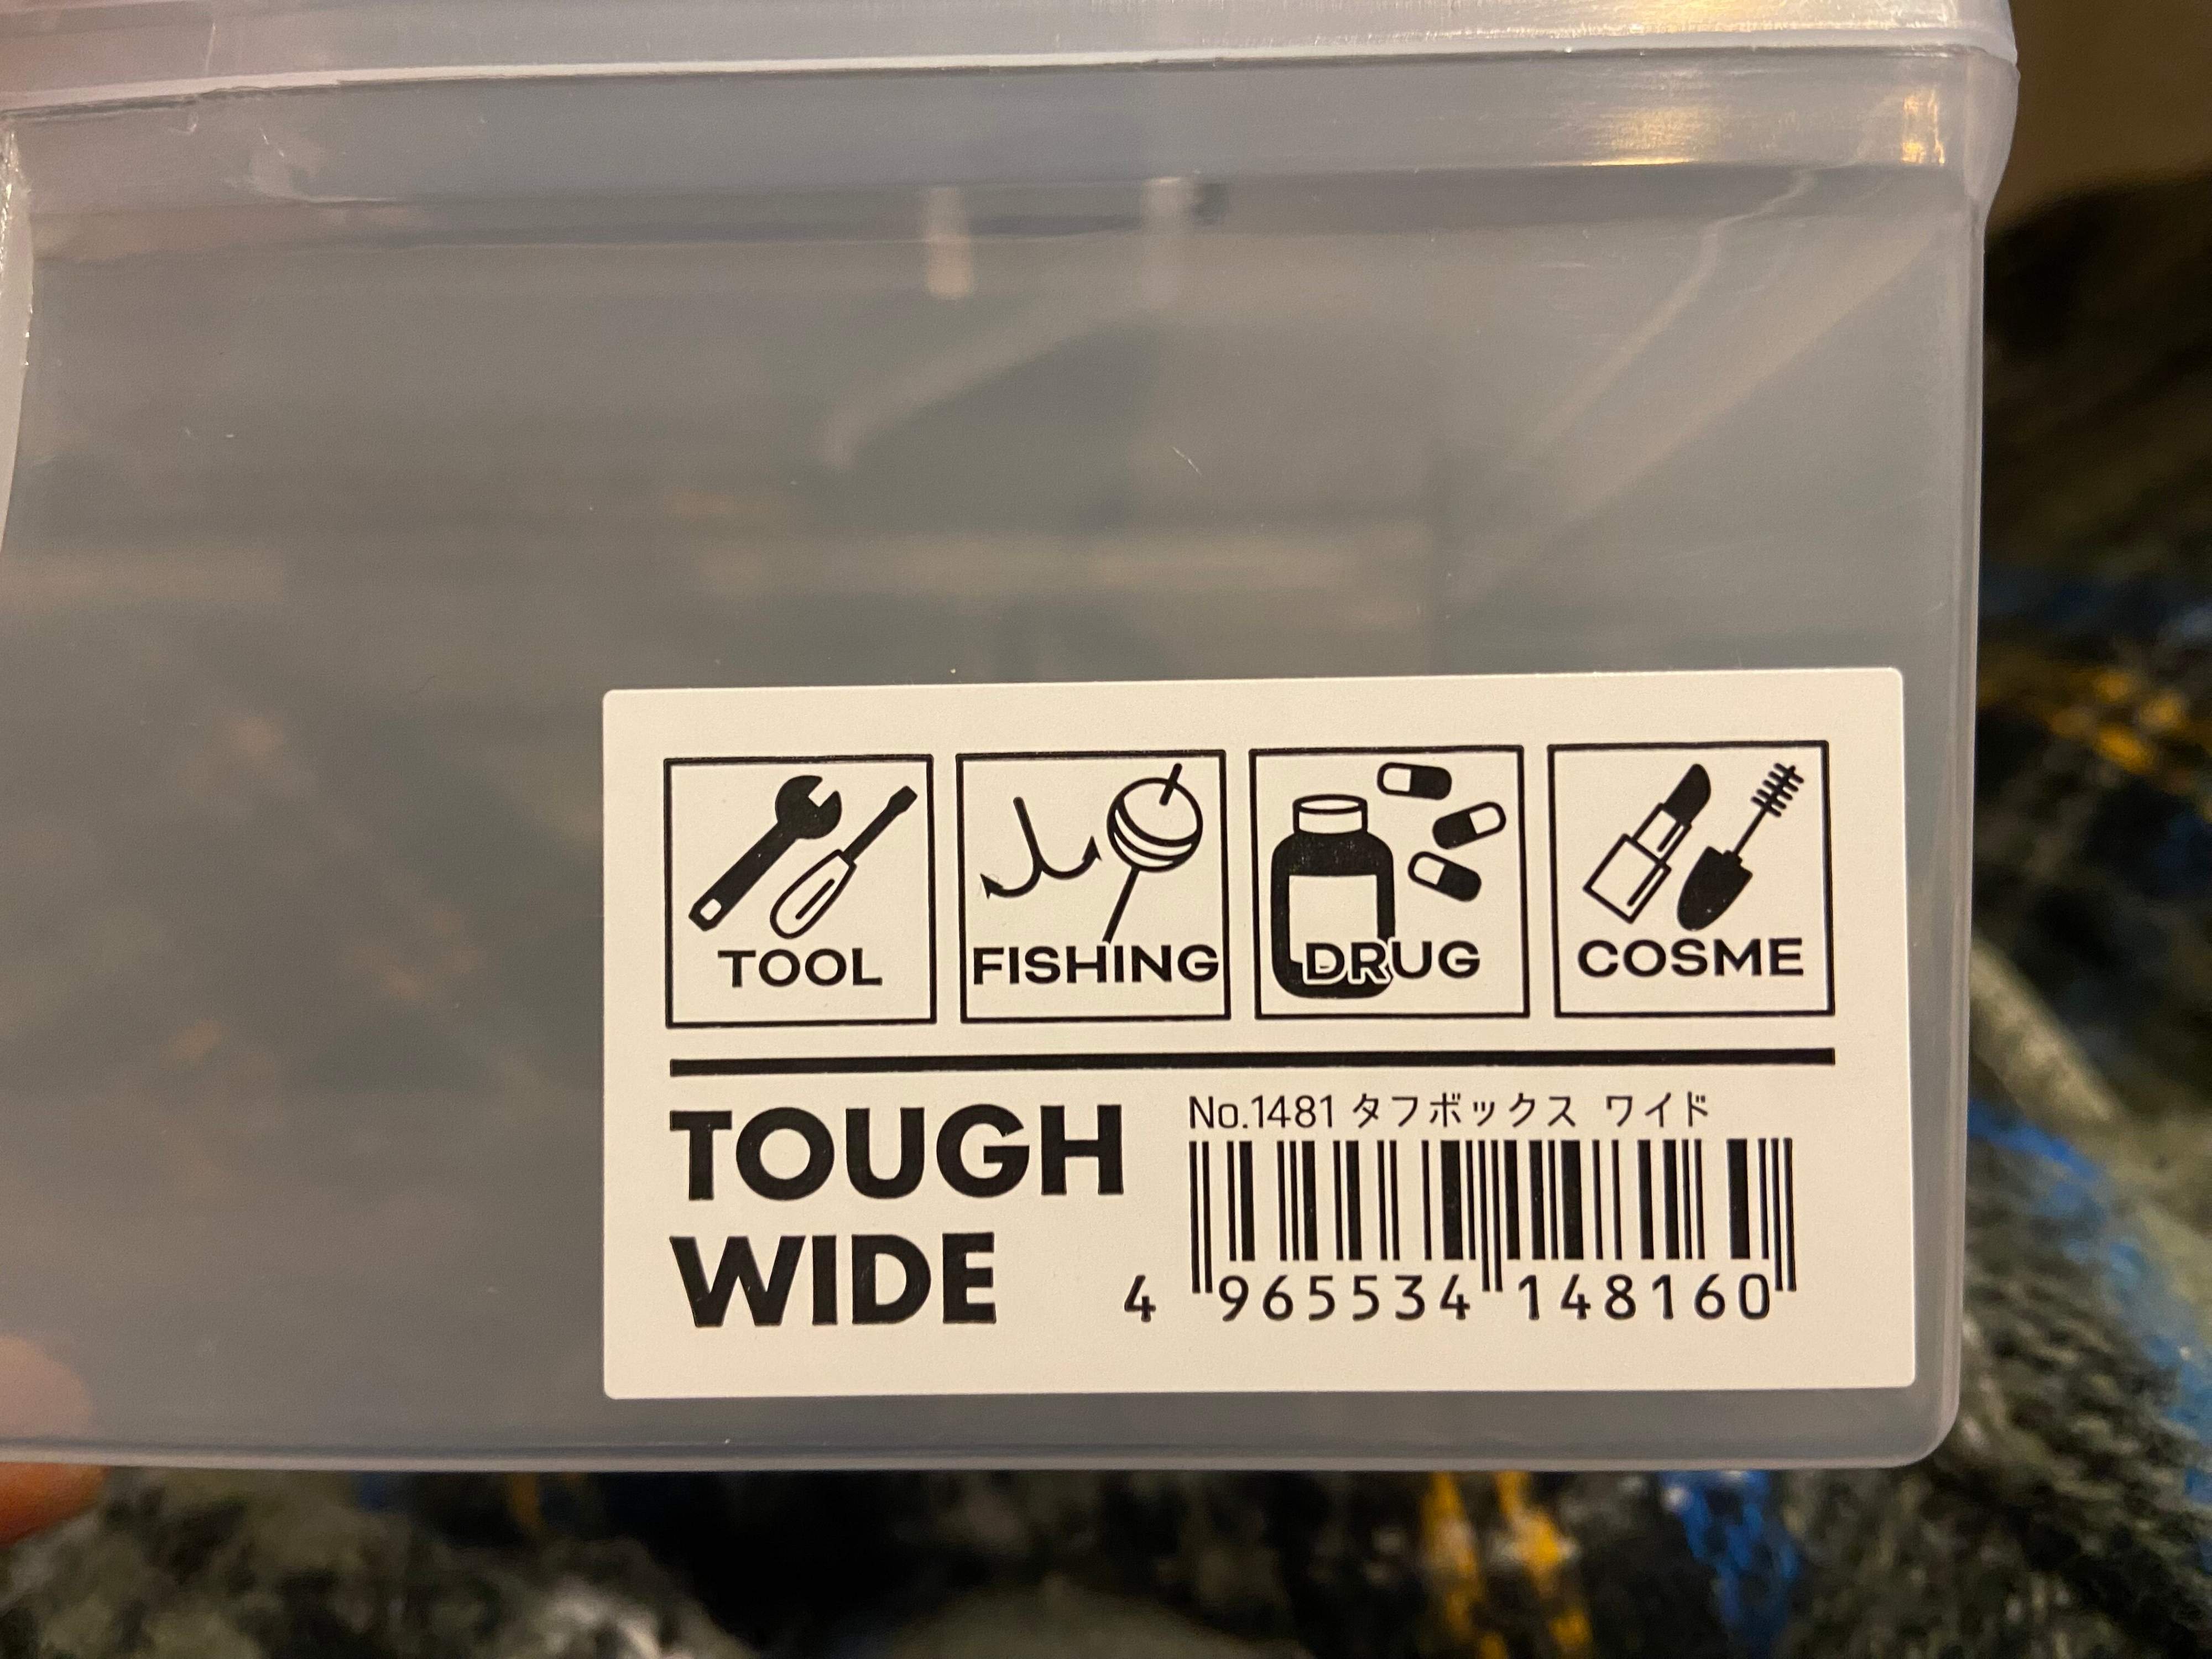 TOOL FISHING DRUG COSME
TOUGH
WIDE
No.1481 タフボックス ワイド
4 965534 148160